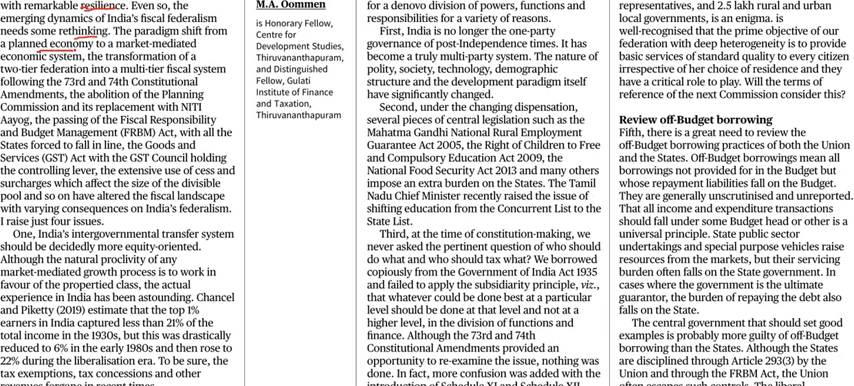 with remarkable resilience. Even so, the
emerging dynamics of India's fiscal federalism
needs some rethinking. The paradigm shift from
a planned economy to a market-mediated
economic system, the transformation of a
two-tier federation into a multi-tier fiscal system
following the 73rd and 74th Constitutional
Amendments, the abolition of the Planning
Commission and its replacement with NITI
Aayog, the passing of the Fiscal Responsibility
and Budget Management (FRBM) Act, with all the
States forced to fall in line, the Goods and
Services (GST) Act with the GST Council holding
the controlling lever, the extensive use of cess and
surcharges which affect the size of the divisible
pool and so on have altered the fiscal landscape
with varying consequences on India's federalism.
I raise just four issues.
One, India's intergovernmental transfer system
should be decidedly more equity-oriented.
Although the natural proclivity of any
market-mediated growth process is to work in
favour of the propertied class, the actual
experience in India has been astounding. Chancel
and Piketty (2019) estimate that the top 1%
earners in India captured less than 21% of the
total income in the 1930s, but this was drastically
reduced to 6% in the early 1980s and then rose to
22% during the liberalisation era. To be sure, the
tax exemptions, tax concessions and other
revenues forgone in recent times
M.A. Oommen
is Honorary Fellow,
Centre for
Development Studies,
Thiruvananthapuram,
and Distinguished
Fellow, Gulati
Institute of Finance
and Taxation,
Thiruvananthapuram
for a denovo division of powers, functions and
responsibilities for a variety of reasons.
First, India is no longer the one-party
governance of post-Independence times. It has
become a truly multi-party system. The nature of
polity, society, technology, demographic
structure and the development paradigm itself
have significantly changed.
Second, under the changing dispensation,
several pieces of central legislation such as the
Mahatma Gandhi National Rural Employment
Guarantee Act 2005, the Right of Children to Free
and Compulsory Education Act 2009, the
National Food Security Act 2013 and many others
impose an extra burden on the States. The Tamil
Nadu Chief Minister recently raised the issue of
shifting education from the Concurrent List to the
State List.
Third, at the time of constitution-making, we
never asked the pertinent question of who should
do what and who should tax what? We borrowed
copiously from the Government of India Act 1935
and failed to apply the subsidiarity principle, viz.,
that whatever could be done best at a particular
level should be done at that level and not at a
higher level, in the division of functions and
finance. Although the 73rd and 74th
Constitutional Amendments provided an
opportunity to re-examine the issue, nothing was
done. In fact, more confusion was added with the
introduction of Schedule XI and Schedule XII
representatives, and 2.5 lakh rural and urban
local governments, is an enigma. is
well-recognised that the prime objective of our
federation with deep heterogeneity is to provide
basic services of standard quality to every citizen
irrespective of her choice of residence and they
have a critical role to play. Will the terms of
reference of the next Commission consider this?
Review off-Budget borrowing
Fifth, there is a great need to review the
off-Budget borrowing practices of both the Union
and the States. Off-Budget borrowings mean all
borrowings not provided for in the Budget but
whose repayment liabilities fall on the Budget.
They are generally unscrutinised and unreported.
That all income and expenditure transactions
should fall under some Budget head or other is a
universal principle. State public sector
undertakings and special purpose vehicles raise
resources from the markets, but their servicing
burden often falls on the State government. In
cases where the government is the ultimate
guarantor, the burden of repaying the debt also
falls on the State.
The central government that should set good
examples is probably more guilty of off-Budget
borrowing than the States. Although the States
are disciplined through Article 293(3) by the
Union and through the FRBM Act, the Union
often escapes such controls. The liberal